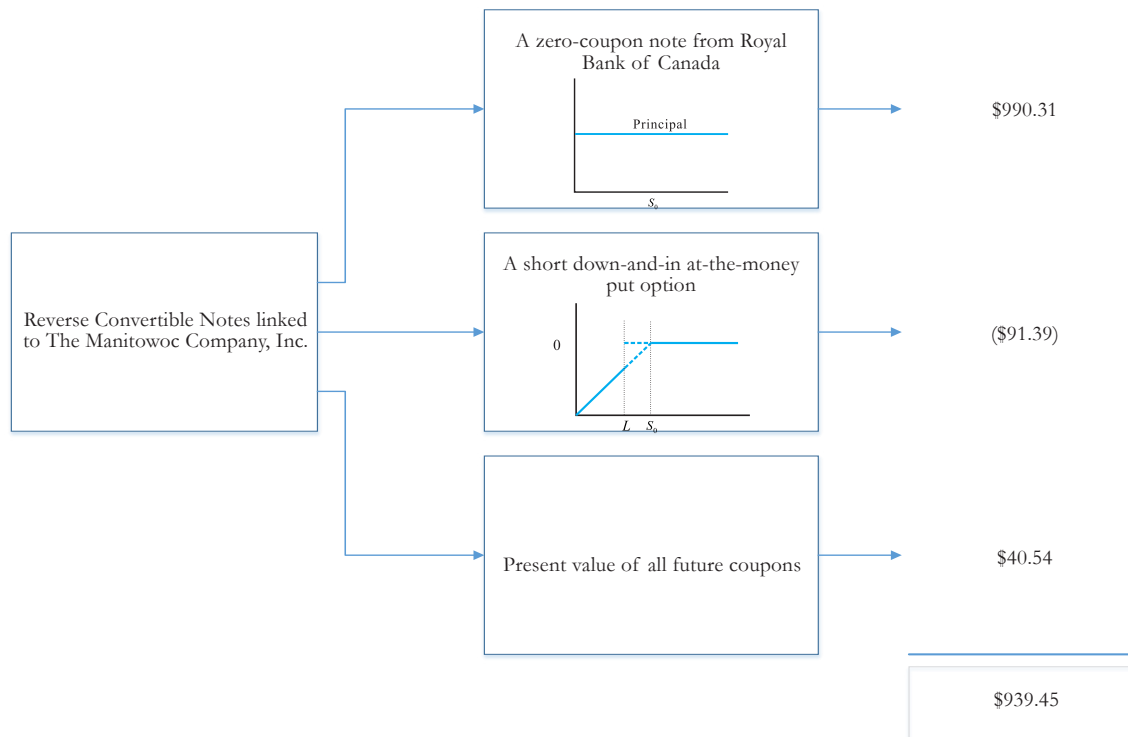 A zero-coupon note from Royal
Bank of Canada
Principal
S₀
$990.31
Reverse Convertible Notes linked
to The Manitowoc Company, Inc.
A short down-and-in at-the-money
put option
0
L S₀
($91.39)
Present value of all future coupons
$40.54
$939.45